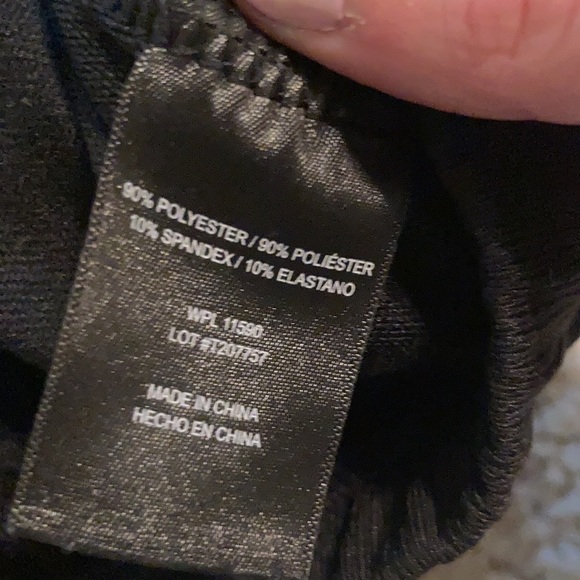 90% POLYESTER / 90% POLIÉSTER
10% SPANDEX / 10% ELASTANO
WPL 11590
LOT #T207757
MADE IN CHINA
HECHO EN CHINA